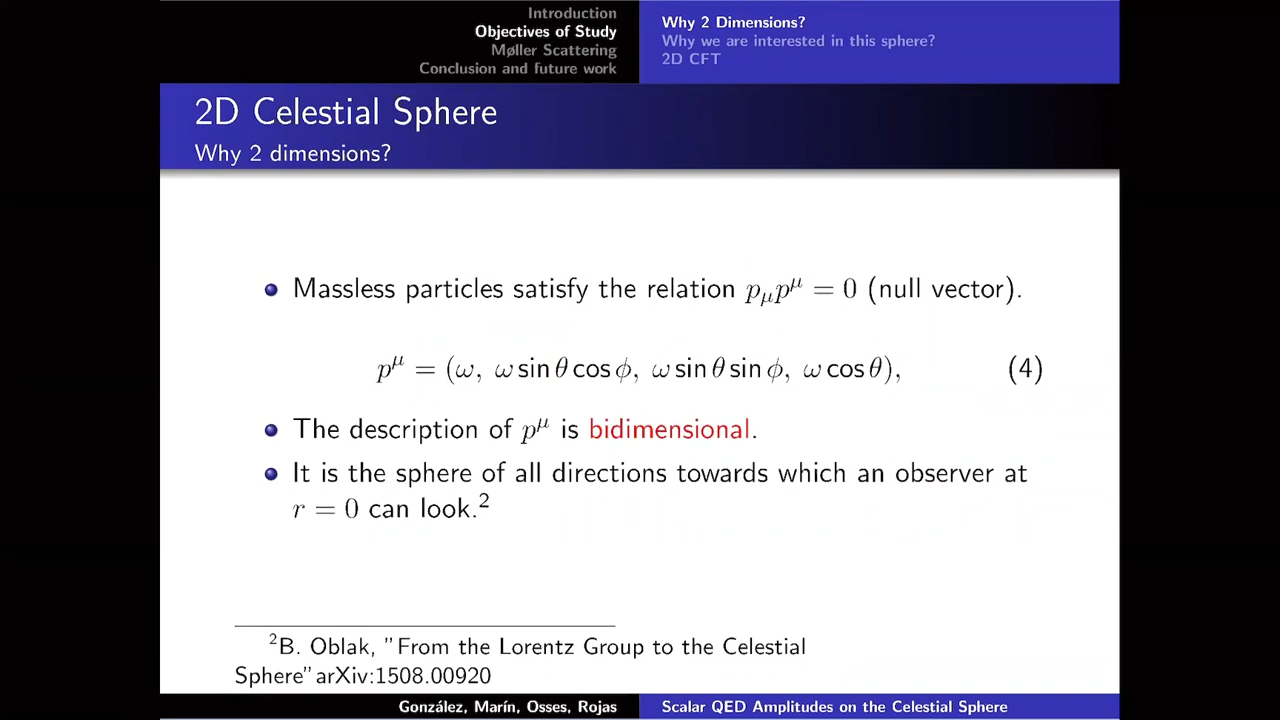 Introduction
Objectives of Study
Møller Scattering
Conclusion and future work
Why 2 Dimensions?
Why we are interested in this sphere?
2D CFT
2D Celestial Sphere
Why 2 dimensions?
Massless particles satisfy the relation pμp^μ = 0 (null vector).
p^μ = (ω, ω sin θ cos ϕ, ω sin θ sin ϕ, ω cos θ), (4)
The description of p^μ is bidimensional.
It is the sphere of all directions towards which an observer at
r = 0 can look.²
²B. Oblak, ”From the Lorentz Group to the Celestial
Sphere”arXiv:1508.00920
González, Marín, Osses, Rojas
Scalar QED Amplitudes on the Celestial Sphere